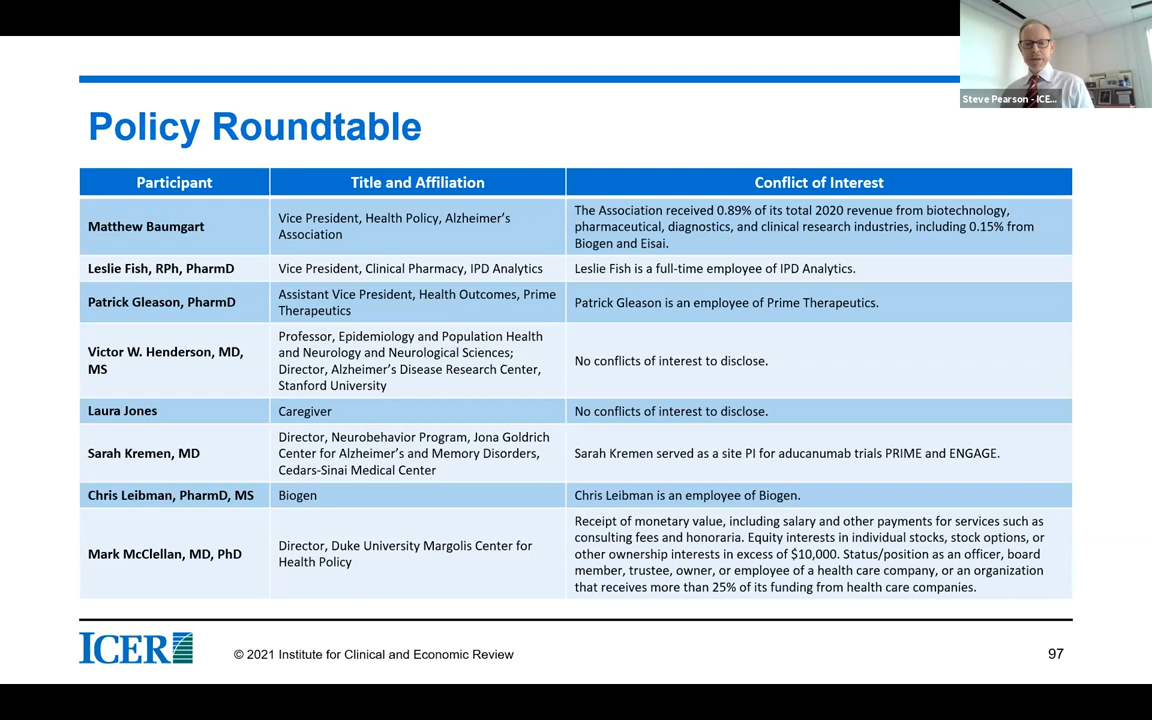 Steve Pearson - ICE...
Policy Roundtable
Participant
Title and Affiliation
Conflict of Interest
Matthew Baumgart
Vice President, Health Policy, Alzheimer's
Association
The Association received 0.89% of its total 2020 revenue from biotechnology,
pharmaceutical, diagnostics, and clinical research industries, including 0.15% from
Biogen and Eisai.
Leslie Fish, RPh, PharmD
Vice President, Clinical Pharmacy, IPD Analytics
Leslie Fish is a full-time employee of IPD Analytics.
Patrick Gleason, PharmD
Assistant Vice President, Health Outcomes, Prime
Therapeutics
Patrick Gleason is an employee of Prime Therapeutics.
Victor W. Henderson, MD,
MS
Professor, Epidemiology and Population Health
and Neurology and Neurological Sciences;
Director, Alzheimer's Disease Research Center,
Stanford University
No conflicts of interest to disclose.
Laura Jones
Caregiver
No conflicts of interest to disclose.
Sarah Kremen, MD
Director, Neurobehavior Program, Jona Goldrich
Center for Alzheimer's and Memory Disorders,
Cedars-Sinai Medical Center
Sarah Kremen served as a site PI for aducanumab trials PRIME and ENGAGE.
Chris Leibman, PharmD, MS
Biogen
Chris Leibman is an employee of Biogen.
Mark McClellan, MD, PhD
Director, Duke University Margolis Center for
Health Policy
Receipt of monetary value, including salary and other payments for services such as
consulting fees and honoraria. Equity interests in individual stocks, stock options, or
other ownership interests in excess of $10,000. Status/position as an officer, board
member, trustee, owner, or employee of a health care company, or an organization
that receives more than 25% of its funding from health care companies.
ICER
© 2021 Institute for Clinical and Economic Review
97